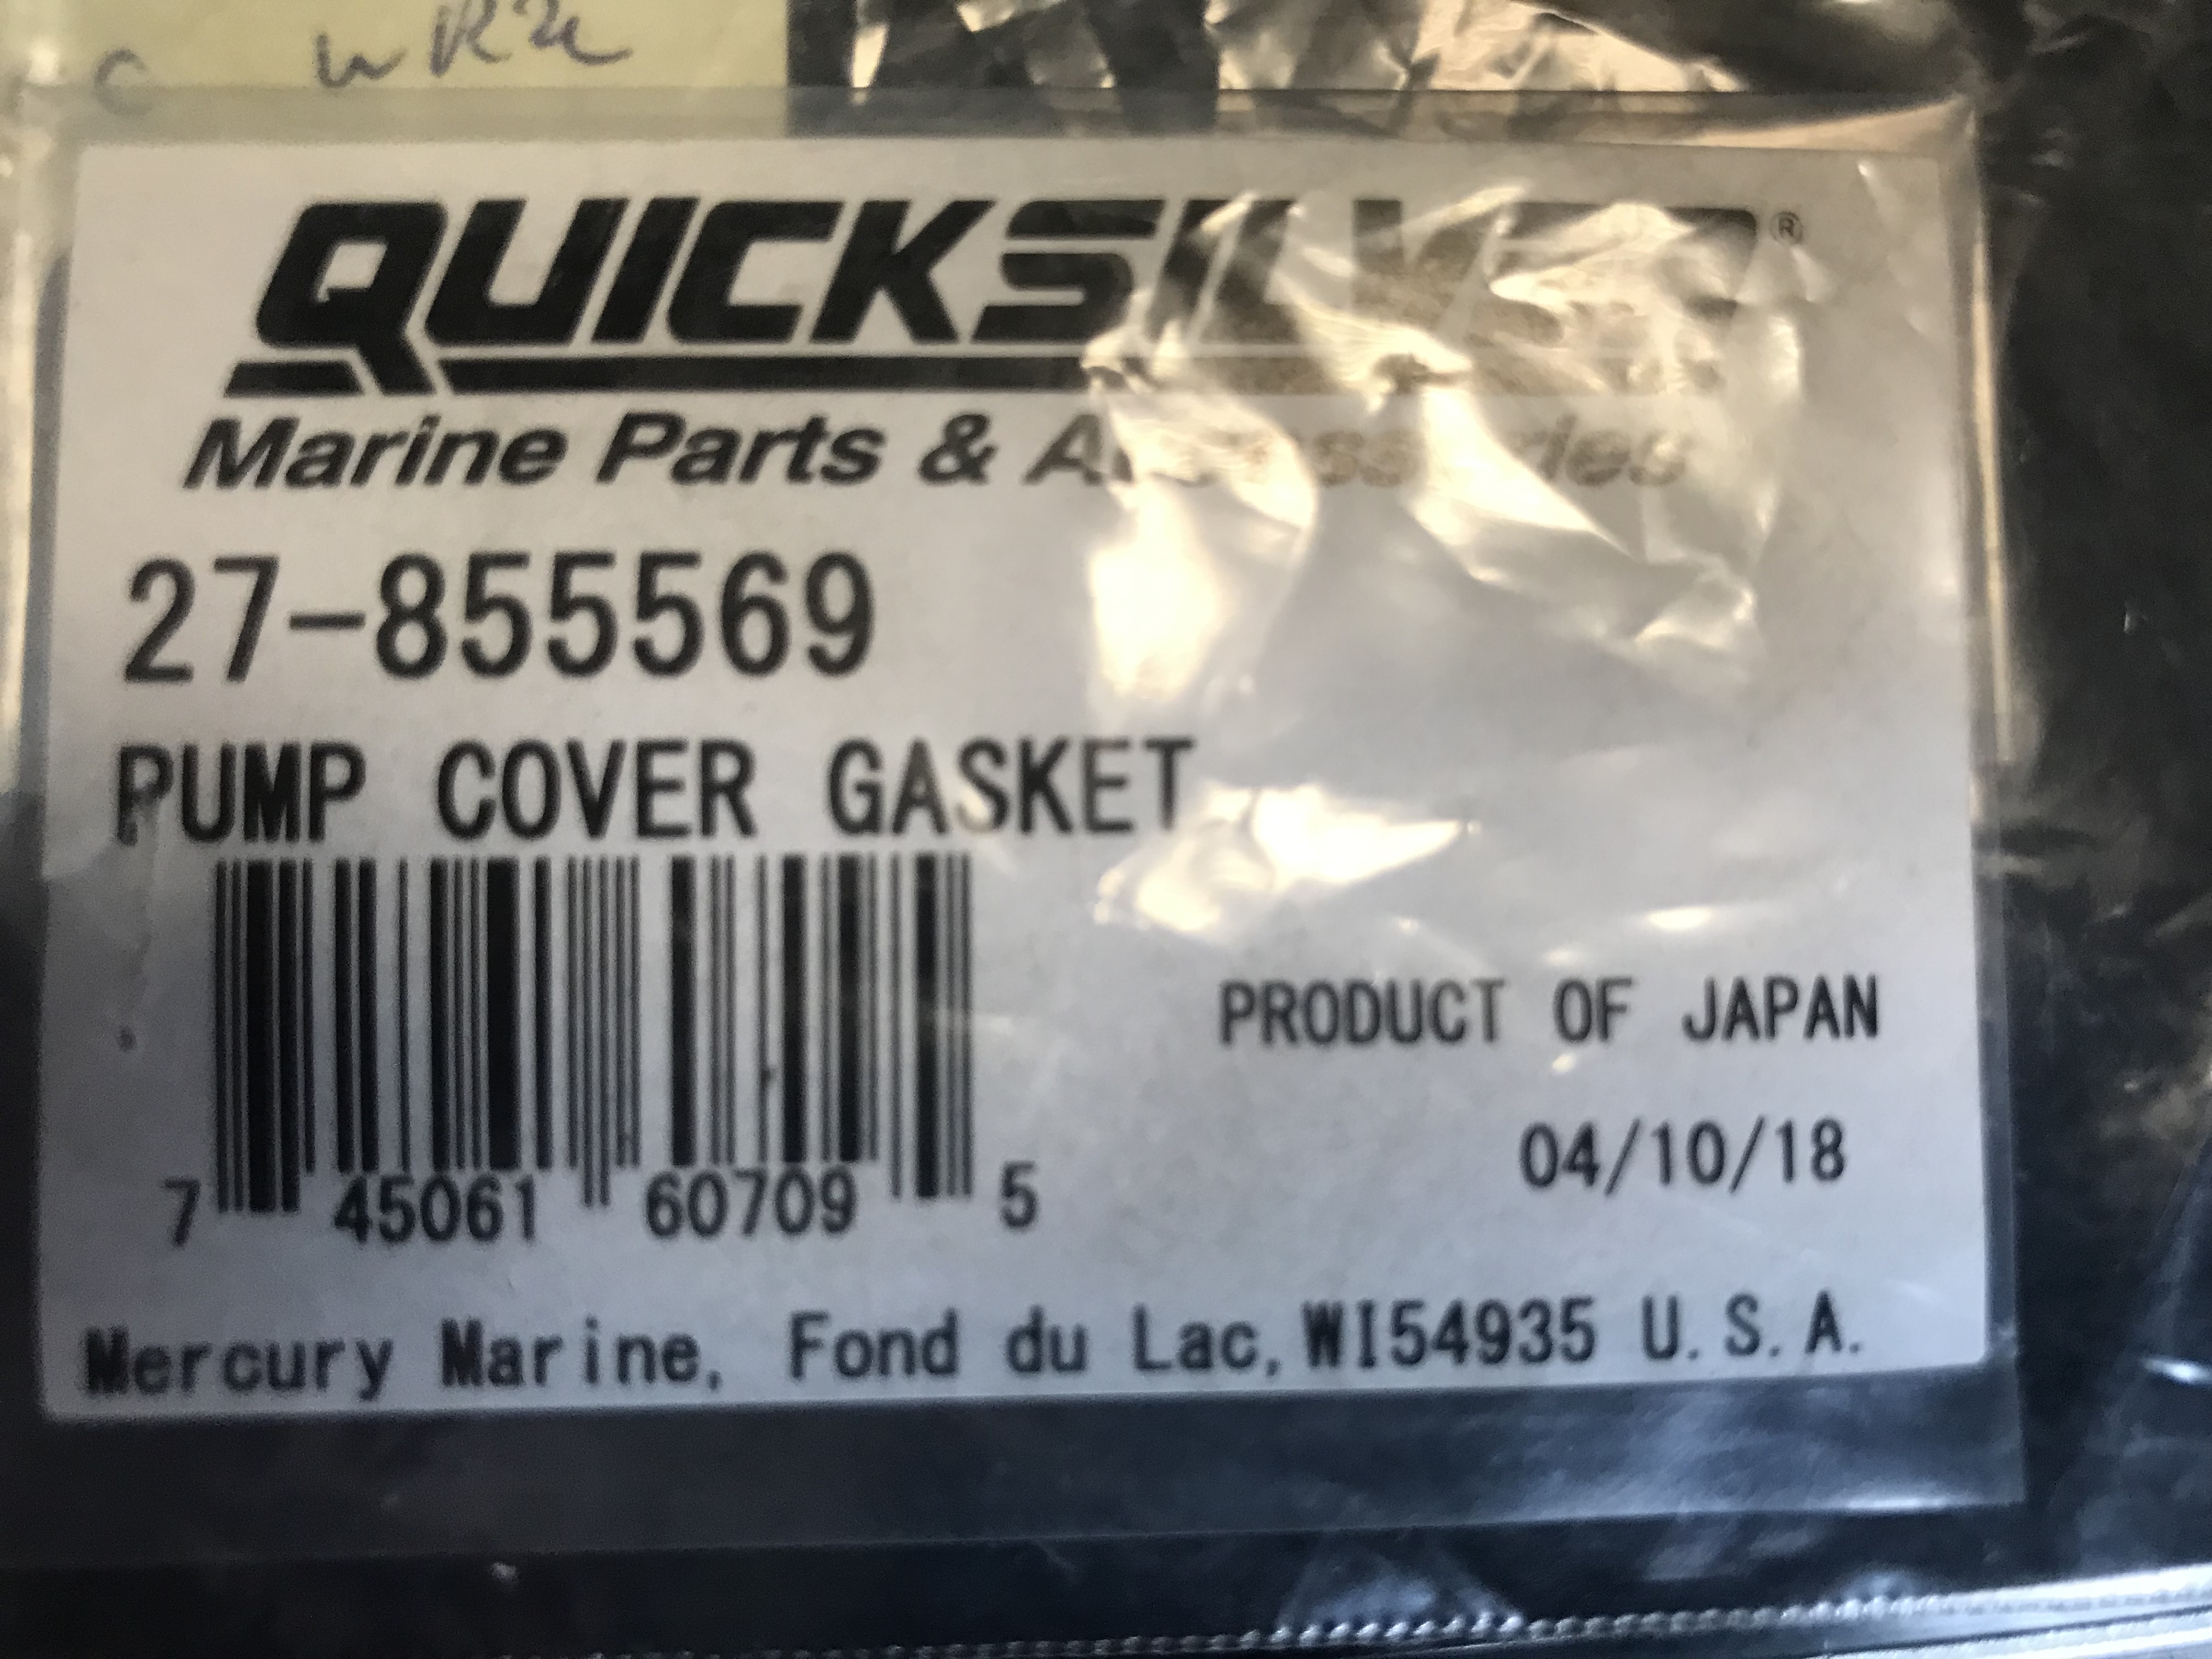 QUICKSILVER®
Marine Parts & Accessories
27-855569
PUMP COVER GASKET
PRODUCT OF JAPAN
04/10/18
7 45061 60709 5
Mercury Marine, Fond du Lac, WI54935 U.S.A.